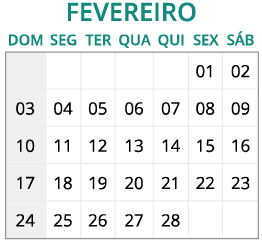 FEVEREIRO
DOM SEG TER QUA QUI SEX SÁB
01 02
03 04 05 06 07 08 09
10 11 12 13 14 15 16
17 18 19 20 21 22 23
24 25 26 27 28